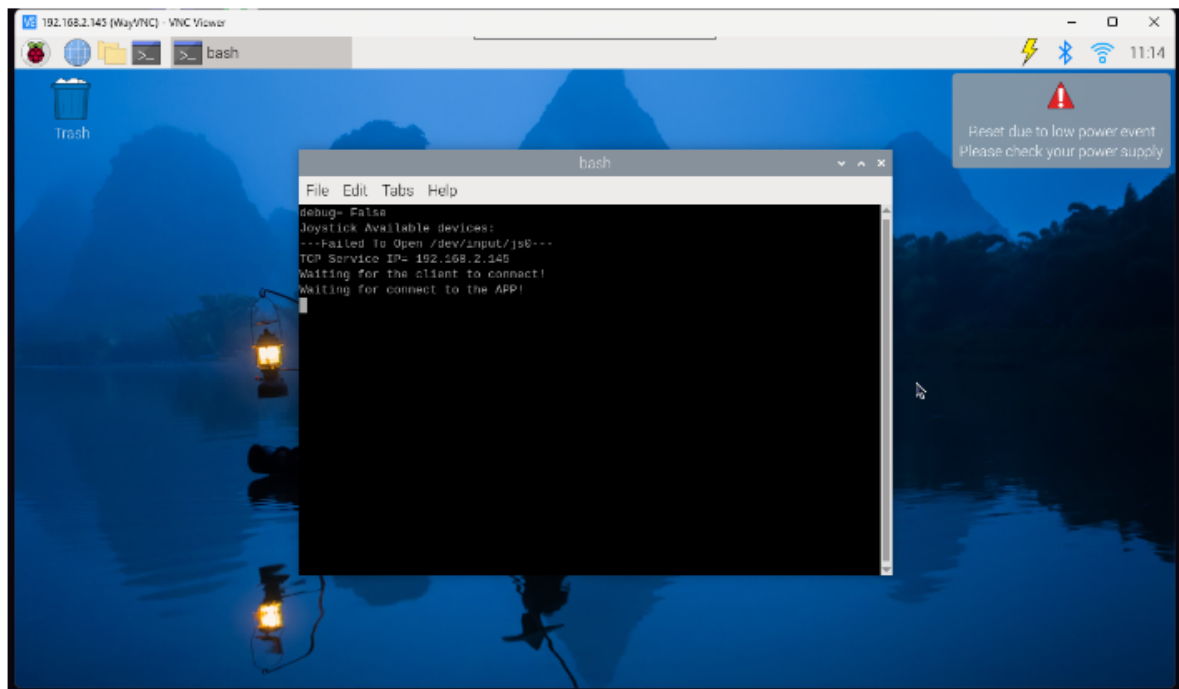 192.168.2.145 (WayVNC) - VNC Viewer
bash
11:14
Trash
Reset due to low power event
Please check your power supply
bash
File Edit Tabs Help
debug= False
Joystick Available devices:
---Failed To Open /dev/input/js0---
TCP Service IP= 192.168.2.145
Waiting for the client to connect!
Waiting for connect to the APP!